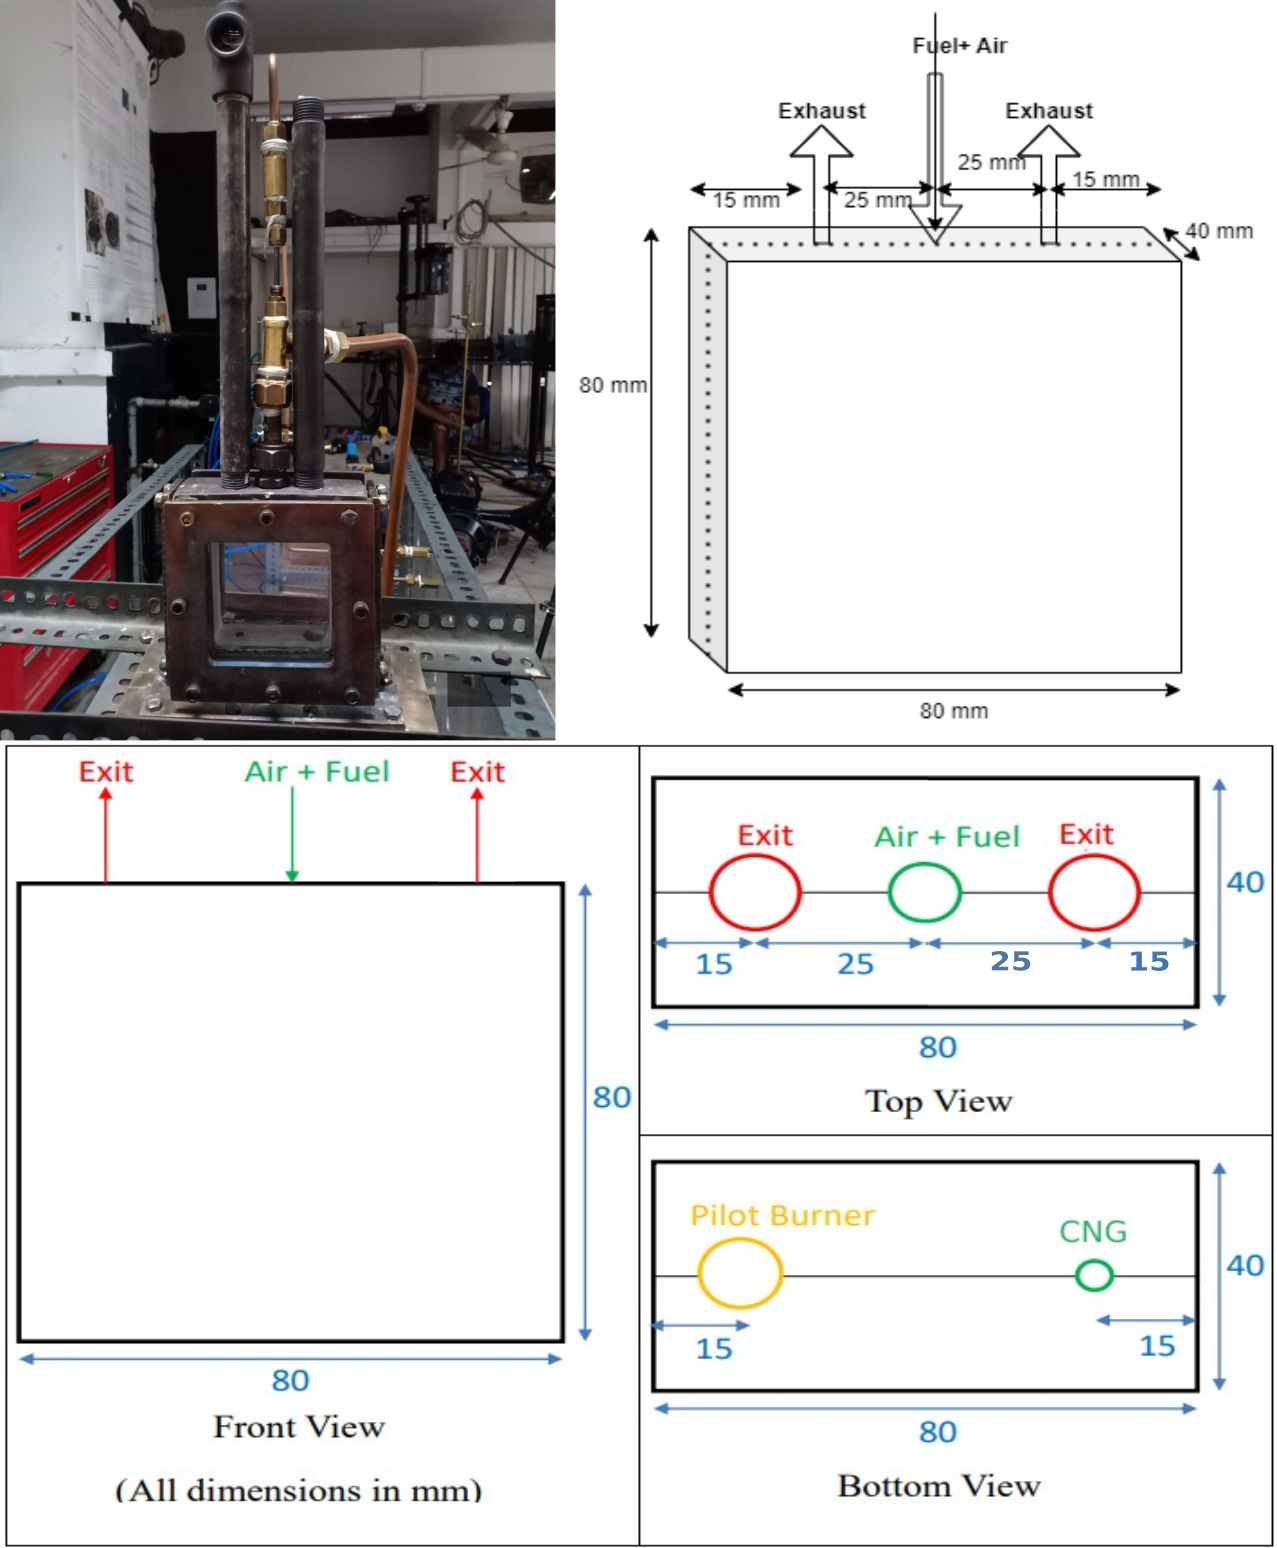 Fuel+ Air
Exhaust
Exhaust
25 mm
15 mm
15 mm
25 mm
40 mm
80 mm
80 mm
Exit
Air + Fuel
Exit
80
80
Front View
(All dimensions in mm)
Exit
Air + Fuel
Exit
40
15
25
25
15
80
Top View
Pilot Burner
CNG
40
15
15
80
Bottom View